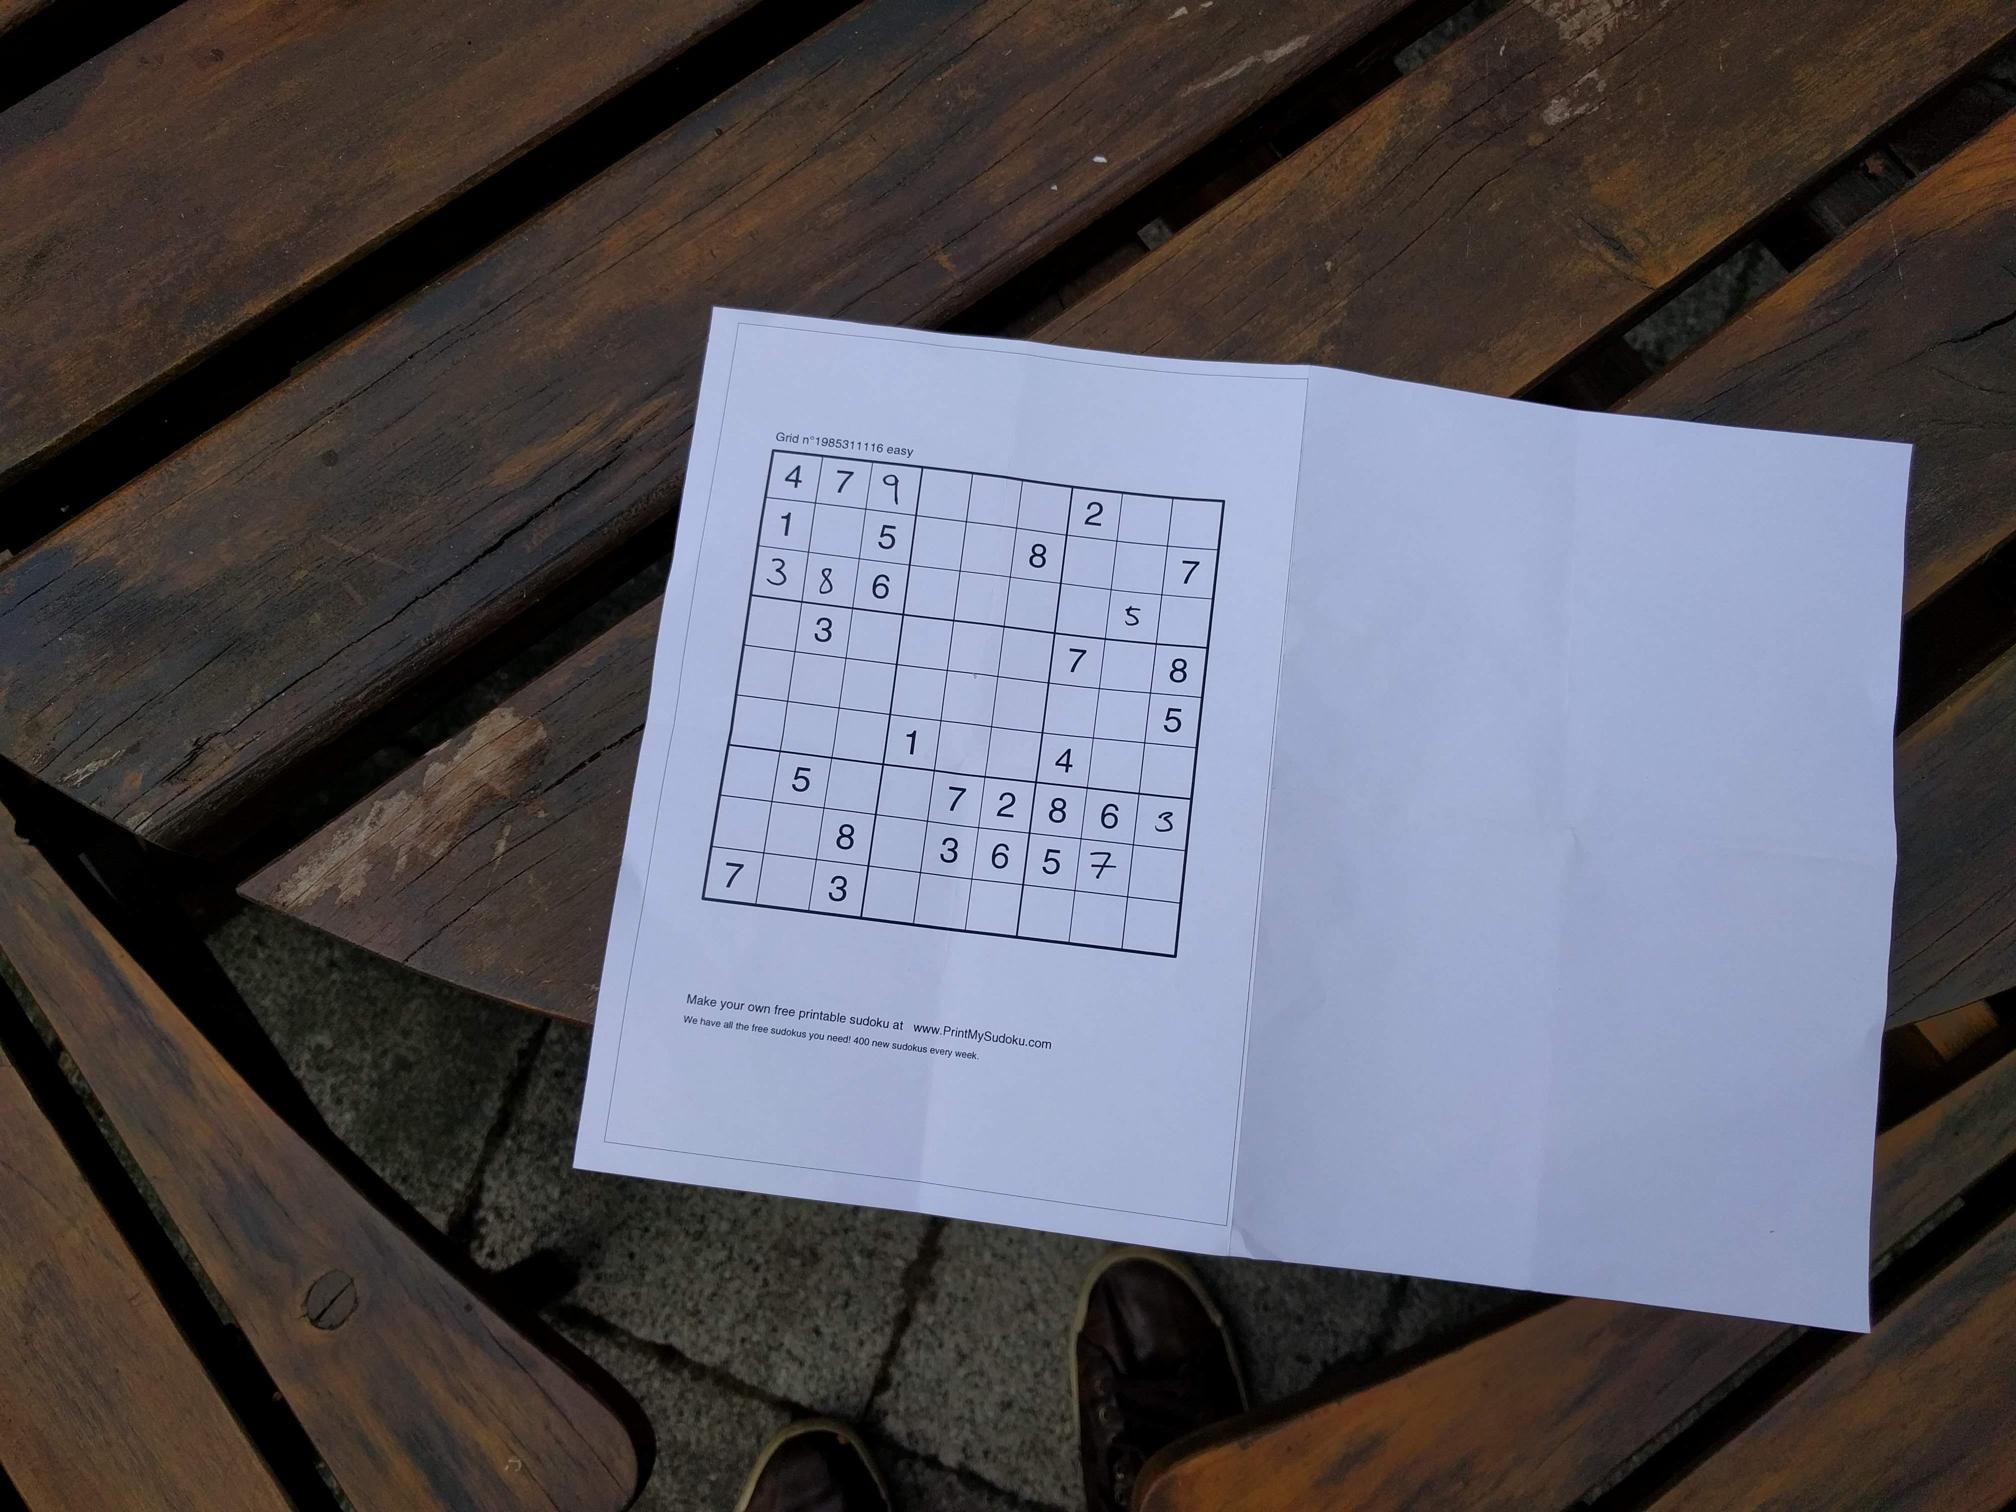 Grid n°1985311116 easy
4 7 9 2
1 5 8 7
3 8 6 5
3 7 8
5
1 4
5 7 2 8 6 3
8 3 6 5 7
7 3
Make your own free printable sudoku at www.PrintMySudoku.com
We have all the free sudokus you need! 400 new sudokus every week.